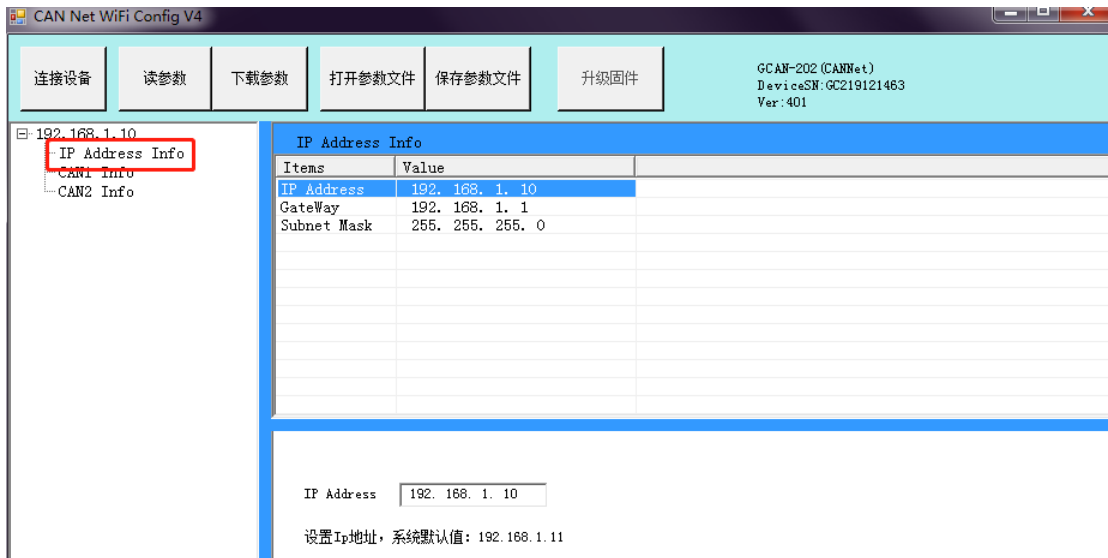 CAN Net WiFi Config V4
连接设备 读参数 下载参数 打开参数文件 保存参数文件 升级固件
GCAN-202(CANNet)
DeviceSN:GC219121463
Ver:401
192.168.1.10
IP Address Info
CAN1 Info
CAN2 Info
IP Address Info
Items Value
IP Address 192. 168. 1. 10
GateWay 192. 168. 1. 1
Subnet Mask 255. 255. 255. 0
IP Address 192. 168. 1. 10
设置Ip地址，系统默认值：192.168.1.11